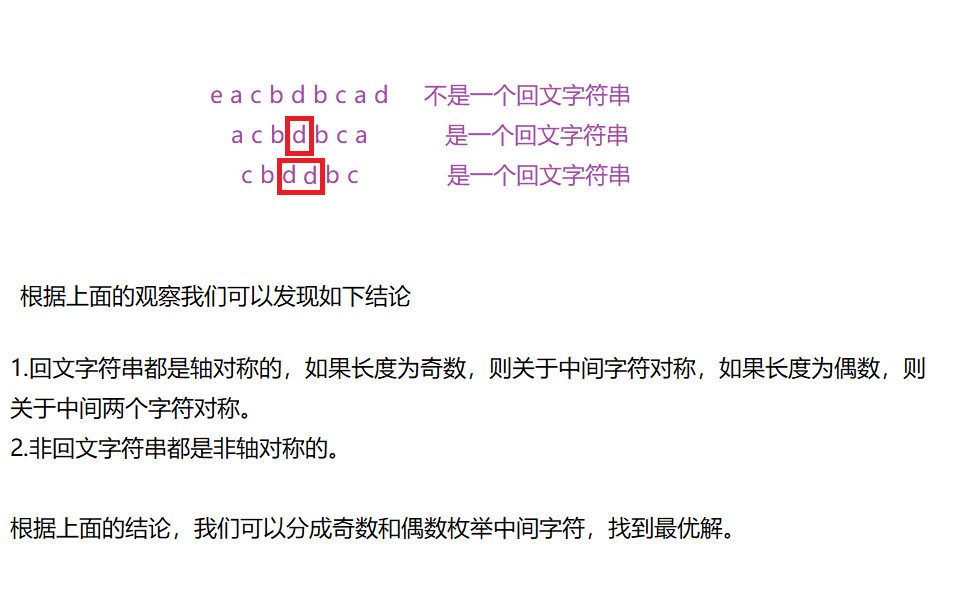 e a c b d b c a d 不是一个回文字符串
a c b d b c a 是一个回文字符串
c b d d b c 是一个回文字符串
根据上面的观察我们可以发现如下结论
1.回文字符串都是轴对称的，如果长度为奇数，则关于中间字符对称，如果长度为偶数，则
关于中间两个字符对称。
2.非回文字符串都是非轴对称的。
根据上面的结论，我们可以分成奇数和偶数枚举中间字符，找到最优解。